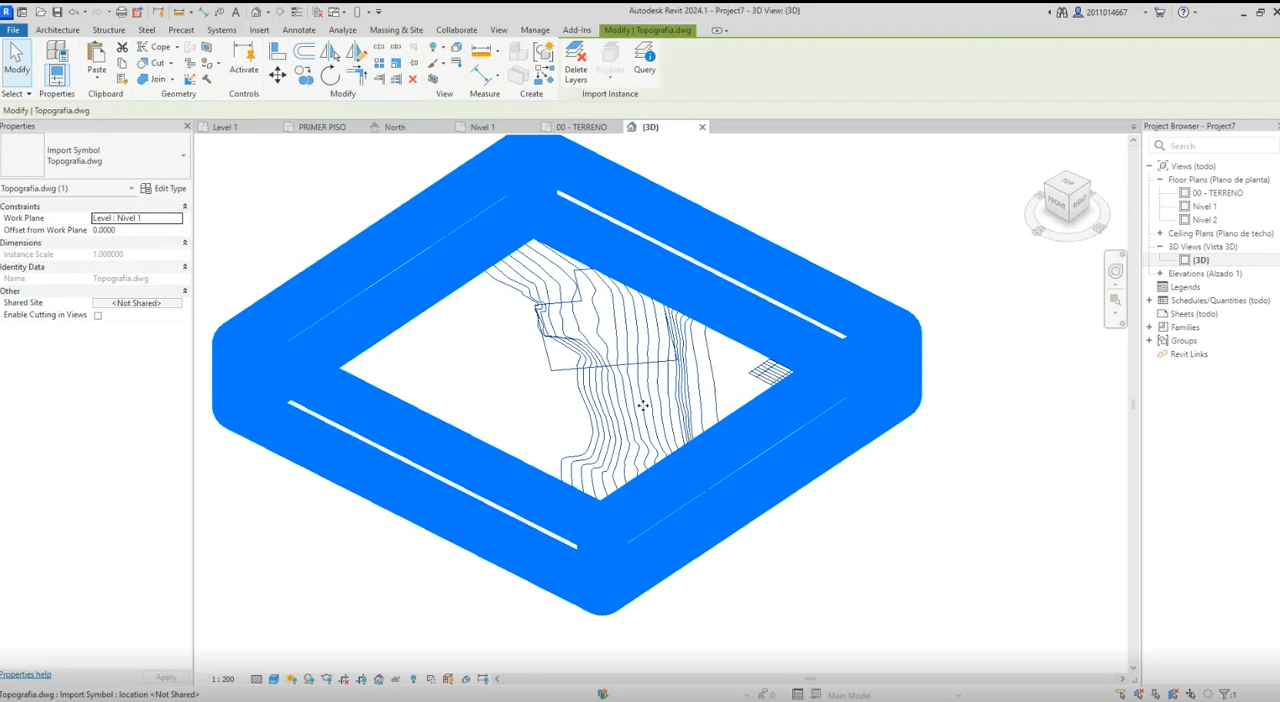 Autodesk Revit 2024.1 - Project7 - 3D View: {3D}
2011014667
File Architecture Structure Steel Precast Systems Insert Annotate Analyze Massing & Site Collaborate View Manage Add-Ins Modify | Topografia.dwg
Modify
Paste
Cope
Cut
Join
Activate
Delete
Layers
Explode
Query
Select Properties Clipboard Geometry Controls Modify View Measure Create Import Instance
Modify | Topografia.dwg
Properties
Level 1
PRIMER PISO
North
Nivel 1
00 - TERRENO
{3D}
Project Browser - Project7
Import Symbol
Topografia.dwg
Topografia.dwg (1)
Edit Type
Constraints
Work Plane Level : Nivel 1
Offset from Work Plane 0.0000
Dimensions
Instance Scale 1.000000
Identity Data
Name Topografia.dwg
Other
Shared Site <Not Shared>
Enable Cutting in Views
TOP
FRONT
RIGHT
Search
Views (todo)
Floor Plans (Plano de planta)
00 - TERRENO
Nivel 1
Nivel 2
Ceiling Plans (Plano de techo)
3D Views (Vista 3D)
{3D}
Elevations (Alzado 1)
Legends
Schedules/Quantities (todo)
Sheets (todo)
Families
Groups
Revit Links
Properties help
Apply
1 : 200
Topografia.dwg : Import Symbol : location <Not Shared>
:0
Main Model
:1